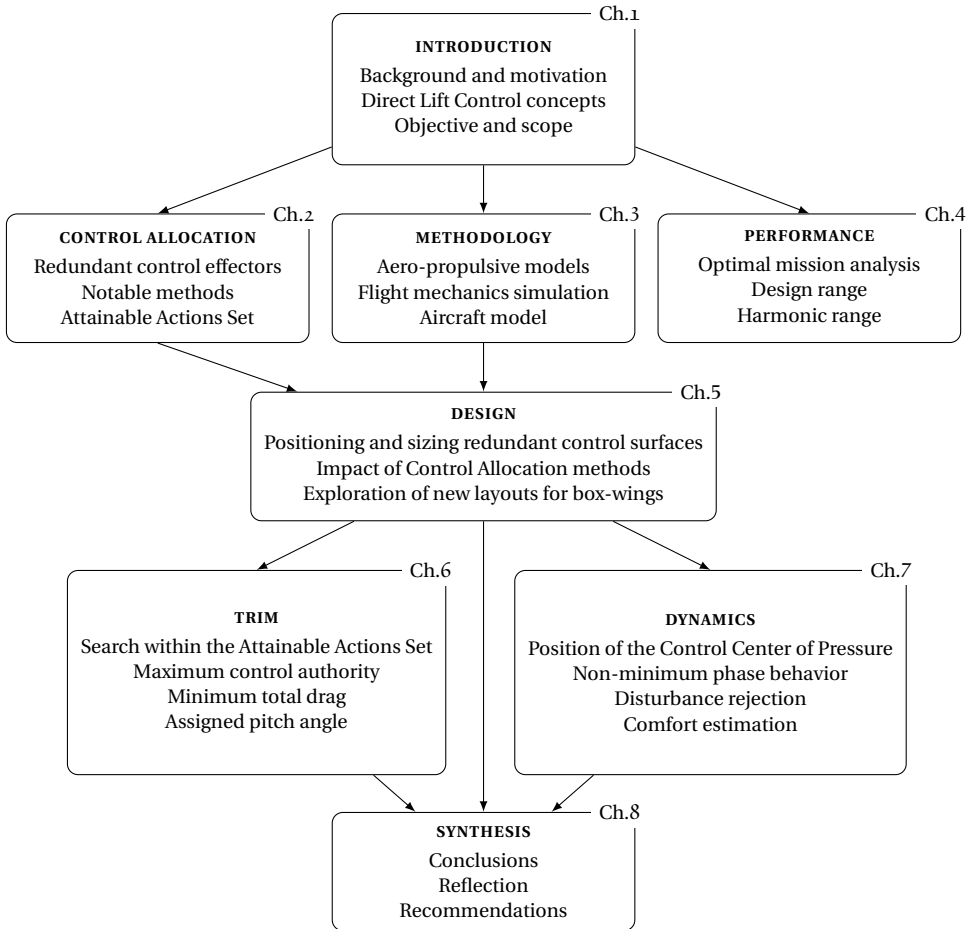 Ch.1
INTRODUCTION
Background and motivation
Direct Lift Control concepts
Objective and scope
Ch.2
CONTROL ALLOCATION
Redundant control effectors
Notable methods
Attainable Actions Set
Ch.3
METHODOLOGY
Aero-propulsive models
Flight mechanics simulation
Aircraft model
Ch.4
PERFORMANCE
Optimal mission analysis
Design range
Harmonic range
Ch.5
DESIGN
Positioning and sizing redundant control surfaces
Impact of Control Allocation methods
Exploration of new layouts for box-wings
Ch.6
TRIM
Search within the Attainable Actions Set
Maximum control authority
Minimum total drag
Assigned pitch angle
Ch.7
DYNAMICS
Position of the Control Center of Pressure
Non-minimum phase behavior
Disturbance rejection
Comfort estimation
Ch.8
SYNTHESIS
Conclusions
Reflection
Recommendations